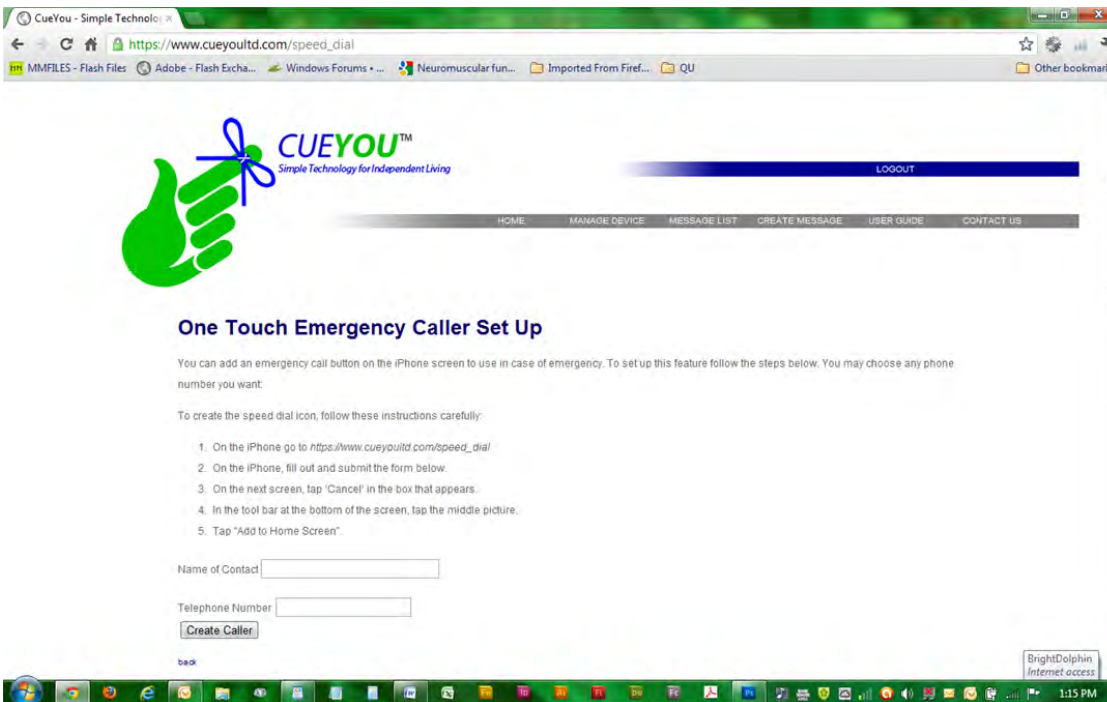 CueYou - Simple Technolo
https://www.cueyoultd.com/speed_dial
MMFILES - Flash Files Adobe - Flash Excha... Windows Forums • ... Neuromuscular fun... Imported From Firef... QU Other bookmar
CUEYOU™
Simple Technology for Independent Living
LOGOUT
HOME MANAGE DEVICE MESSAGE LIST CREATE MESSAGE USER GUIDE CONTACT US
One Touch Emergency Caller Set Up
You can add an emergency call button on the iPhone screen to use in case of emergency. To set up this feature follow the steps below. You may choose any phone
number you want.
To create the speed dial icon, follow these instructions carefully:
1. On the iPhone go to https://www.cueyoultd.com/speed_dial
2. On the iPhone, fill out and submit the form below.
3. On the next screen, tap 'Cancel' in the box that appears.
4. In the tool bar at the bottom of the screen, tap the middle picture.
5. Tap "Add to Home Screen".
Name of Contact
Telephone Number
Create Caller
back
BrightDolphin
Internet access
1:15 PM